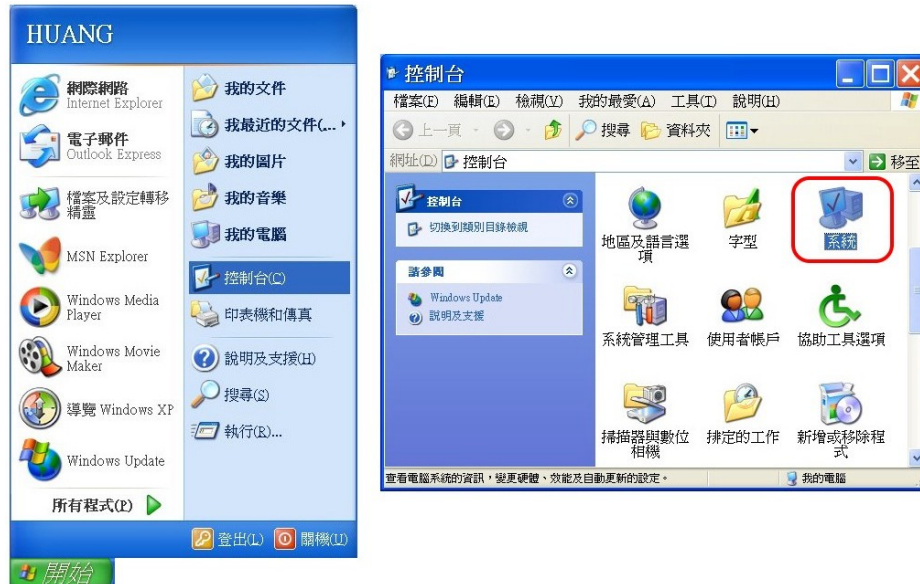 HUANG
網際網路
Internet Explorer
電子郵件
Outlook Express
檔案及設定轉移
精靈
MSN Explorer
Windows Media
Player
Windows Movie
Maker
導覽 Windows XP
Windows Update
所有程式(P)
我的文件
我最近的文件(...
我的圖片
我的音樂
我的電腦
控制台(C)
印表機和傳真
說明及支援(H)
搜尋(S)
執行(R)...
登出(L)
關機(U)
開始
控制台
檔案(F) 編輯(E) 檢視(V) 我的最愛(A) 工具(T) 說明(H)
上一頁 搜尋 資料夾
網址(D) 控制台 移至
控制台
切換到類別目錄檢視
請參閱
Windows Update
說明及支援
地區及語言選
項
字型
系統
系統管理工具
使用者帳戶
協助工具選項
掃描器與數位
相機
排定的工作
新增或移除程
式
查看電腦系統的資訊，變更硬體、效能及自動更新的設定。
我的電腦